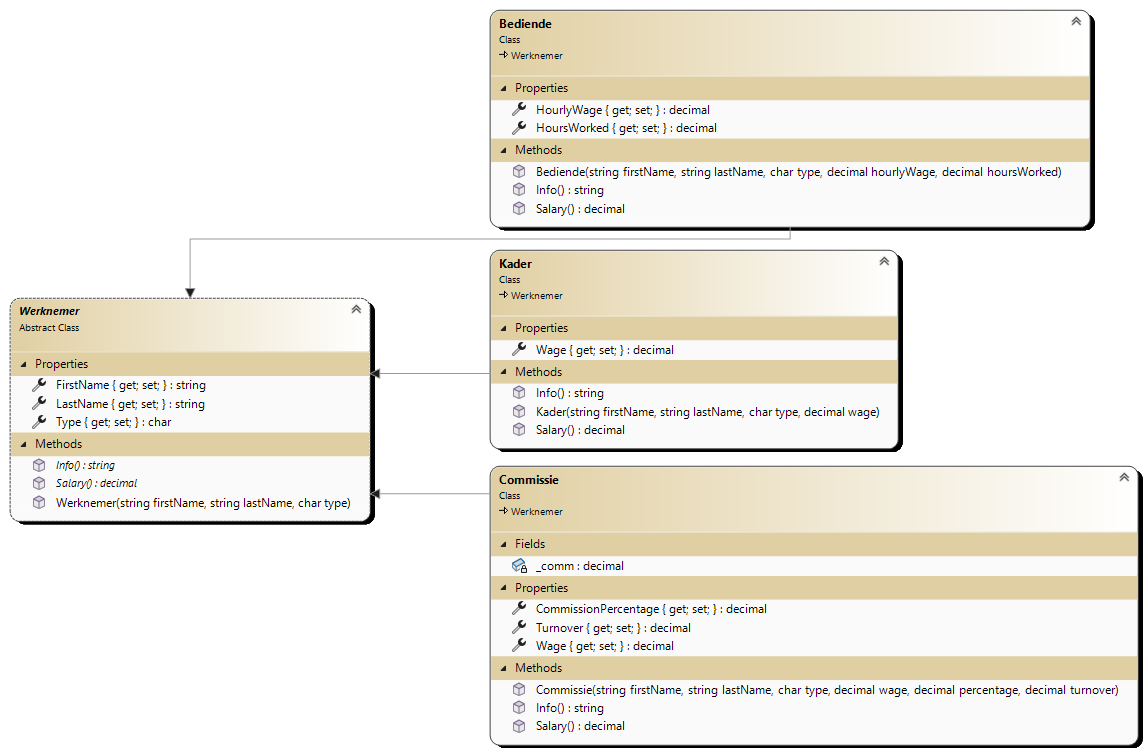 Bediende
Class
Werknemer
Properties
HourlyWage { get; set; } : decimal
HoursWorked { get; set; } : decimal
Methods
Bediende(string firstName, string lastName, char type, decimal hourlyWage, decimal hoursWorked)
Info() : string
Salary() : decimal
Kader
Class
Werknemer
Properties
Wage { get; set; } : decimal
Methods
Info() : string
Kader(string firstName, string lastName, char type, decimal wage)
Salary() : decimal
Werknemer
Abstract Class
Properties
FirstName { get; set; } : string
LastName { get; set; } : string
Type { get; set; } : char
Methods
Info() : string
Salary() : decimal
Werknemer(string firstName, string lastName, char type)
Commissie
Class
Werknemer
Fields
_comm : decimal
Properties
CommissionPercentage { get; set; } : decimal
Turnover { get; set; } : decimal
Wage { get; set; } : decimal
Methods
Commissie(string firstName, string lastName, char type, decimal wage, decimal percentage, decimal turnover)
Info() : string
Salary() : decimal